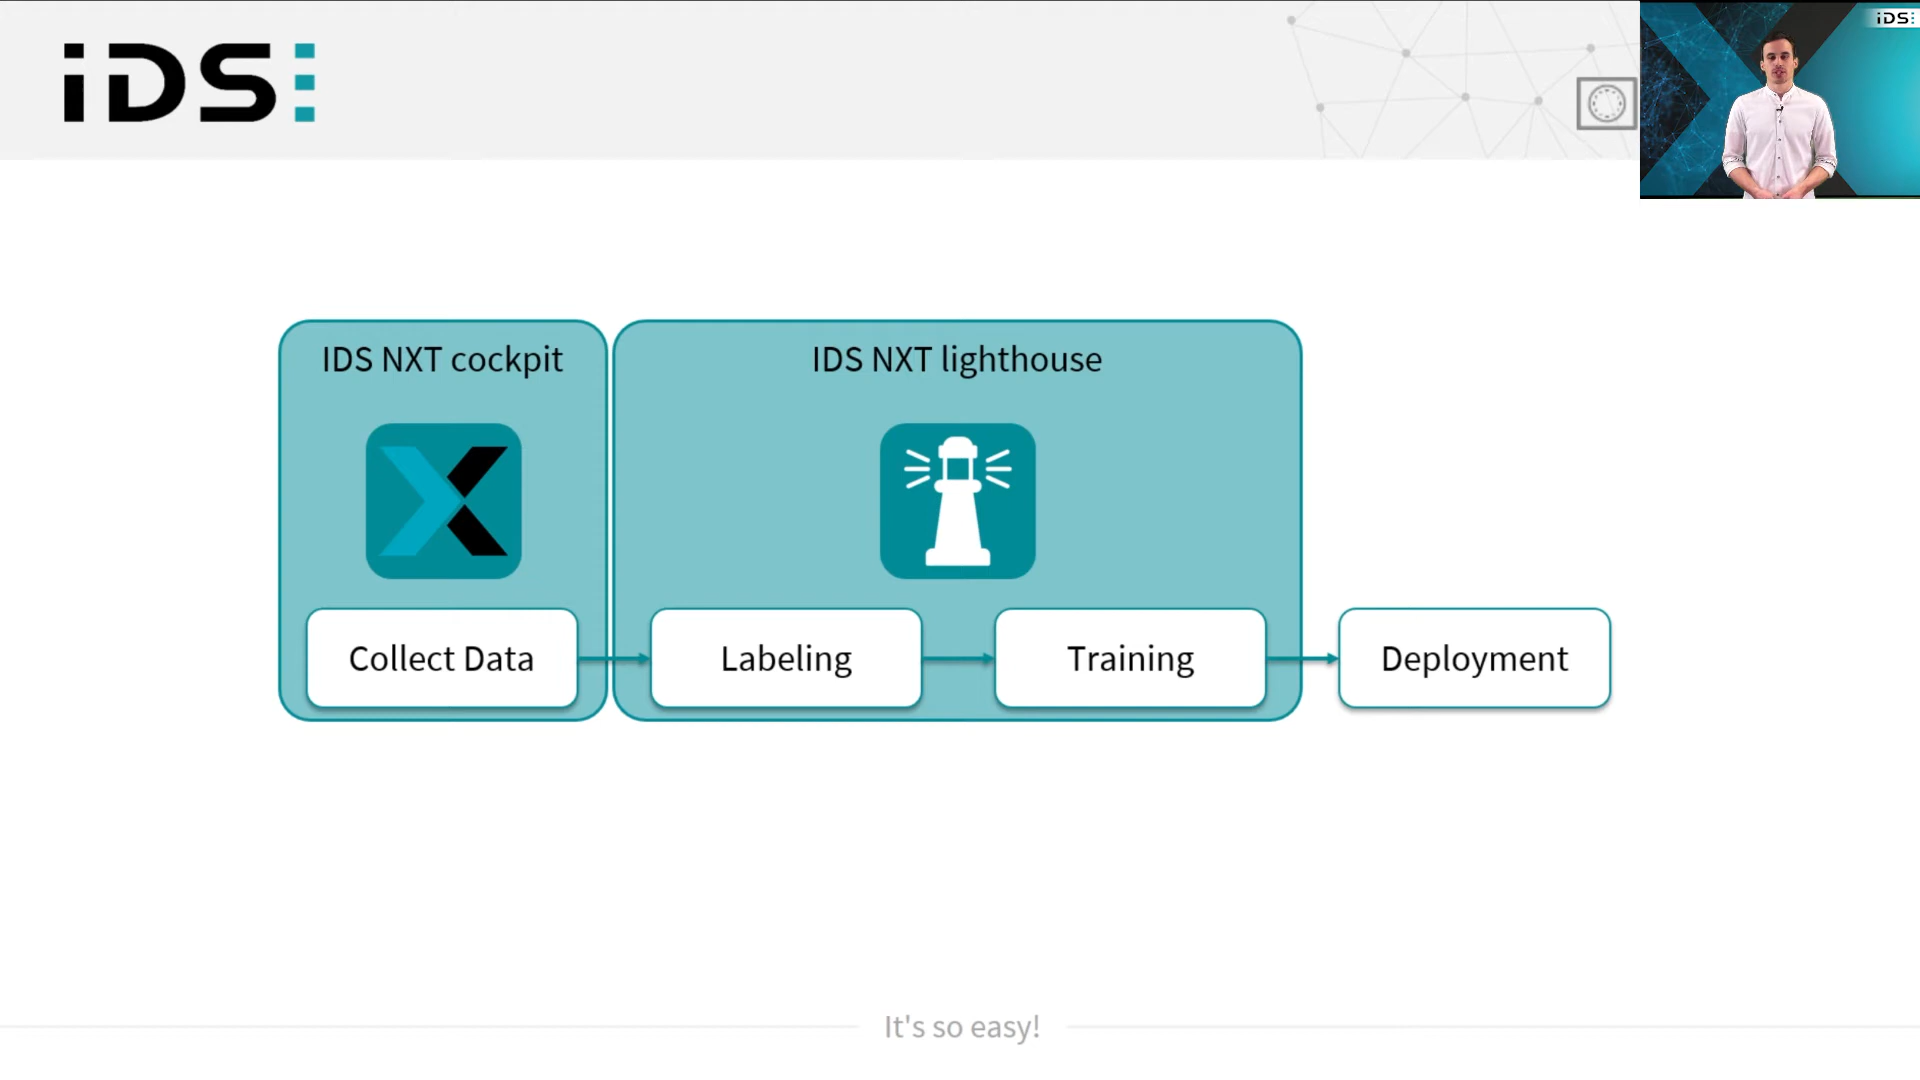 iDS
iDS
IDS NXT cockpit
IDS NXT lighthouse
Collect Data
Labeling
Training
Deployment
It's so easy!